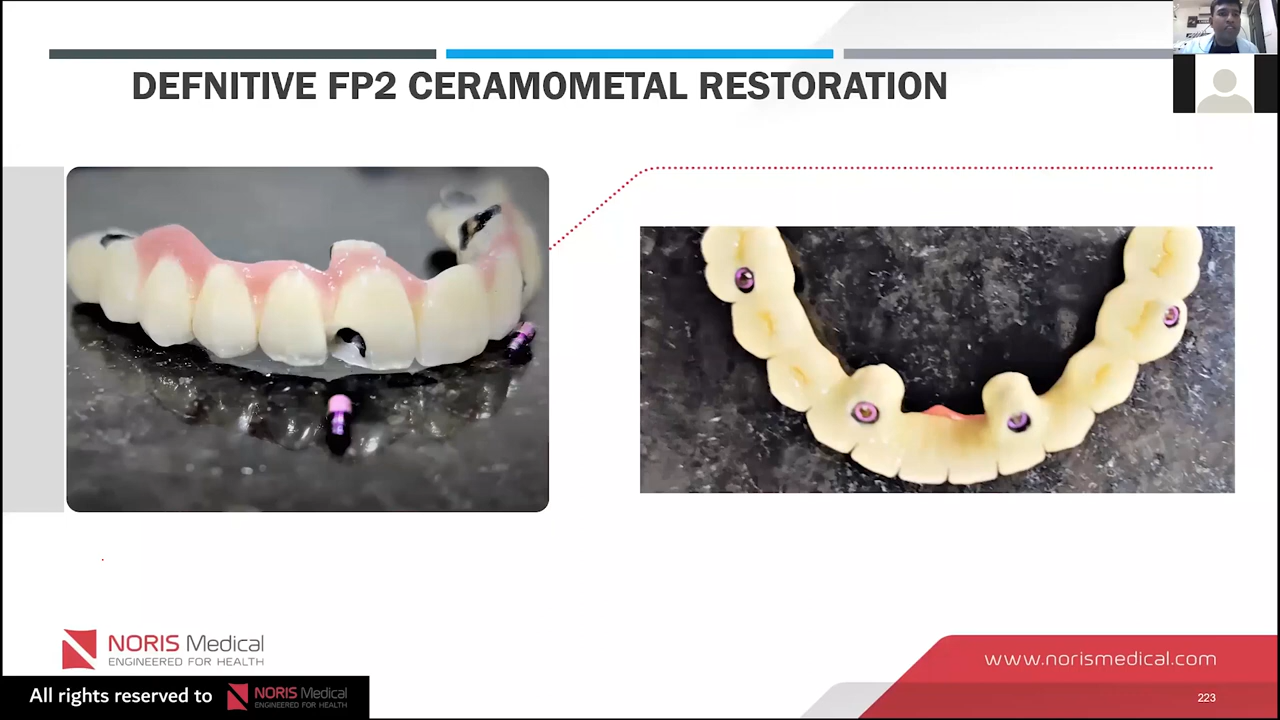 DEFNITIVE FP2 CERAMOMETAL RESTORATION
NORIS Medical
ENGINEERED FOR HEALTH
www.norismedical.com
All rights reserved to
NORIS Medical
ENGINEERED FOR HEALTH
223